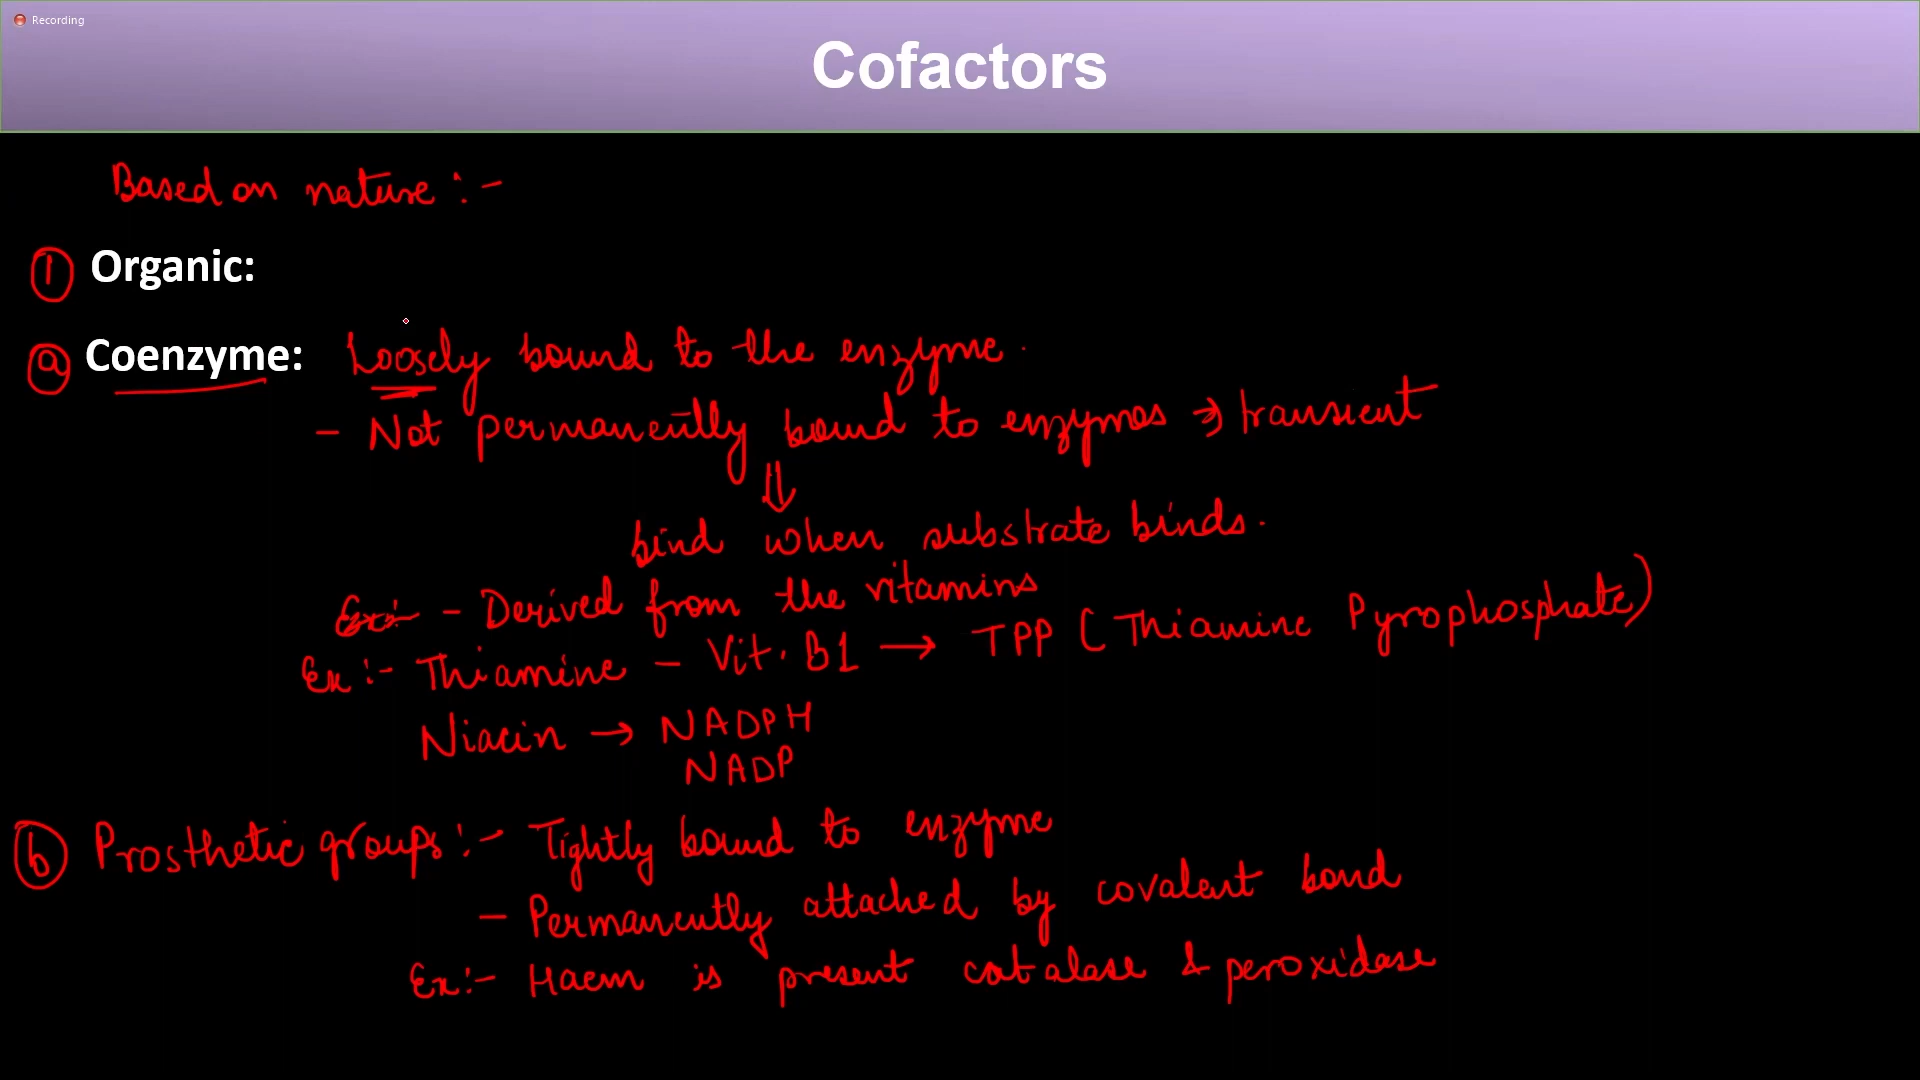 Recording
Cofactors
Based on nature :-
① Organic:
ⓐ Coenzyme: Loosely bound to the enzyme.
- Not permanently bound to enzymes → transient
⇓
bind when substrate binds.
Ex:- - Derived from the vitamins
Ex :- Thiamine - Vit. B1 → TPP (Thiamine Pyrophosphate)
Niacin → NADPH
NADP
ⓑ Prosthetic groups :- Tightly bound to enzyme
- Permanently attached by covalent bond
Ex :- Haem is present catalase & peroxidase